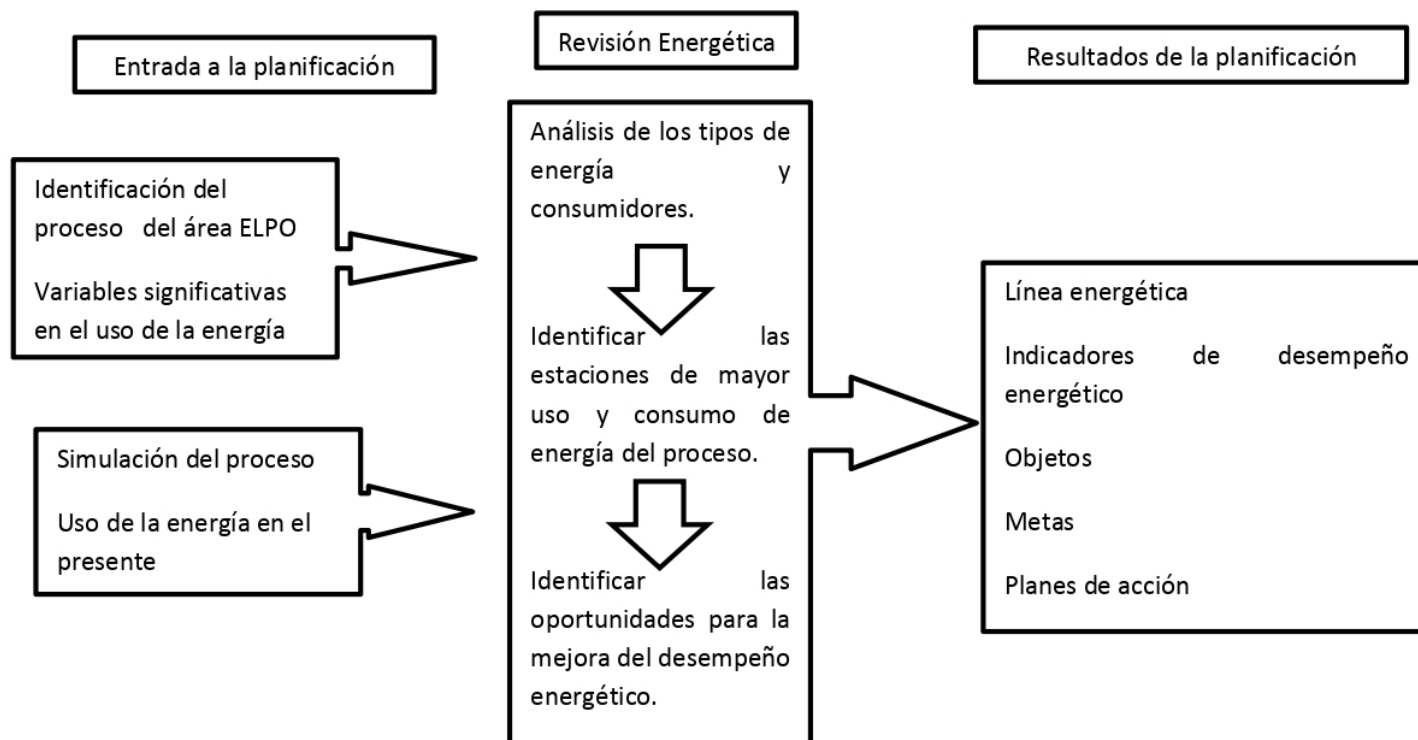 Entrada a la planificación
Revisión Energética
Resultados de la planificación
Identificación del
proceso del área ELPO
Variables significativas
en el uso de la energía
Simulación del proceso
Uso de la energía en el
presente
Análisis de los tipos de
energía y
consumidores.
Identificar las
estaciones de mayor
uso y consumo de
energía del proceso.
Identificar las
oportunidades para la
mejora del desempeño
energético.
Línea energética
Indicadores de desempeño
energético
Objetos
Metas
Planes de acción